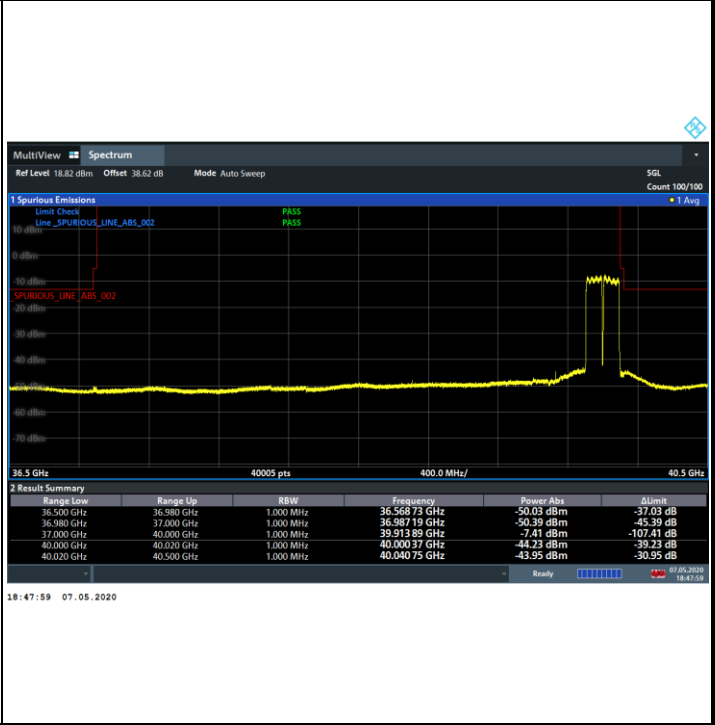 MultiView Spectrum
Ref Level 18.82 dBm Offset 38.62 dB Mode Auto Sweep SGL
Count 100/100
1 Spurious Emissions 1 Avg
Limit Check PASS
Line _SPURIOUS_LINE_ABS_002 PASS
10 dBm
0 dBm
-10 dBm
_SPURIOUS_LINE_ABS_002
-20 dBm
-30 dBm
-40 dBm
-50 dBm
-60 dBm
-70 dBm
36.5 GHz 40005 pts 400.0 MHz/ 40.5 GHz
2 Result Summary
Range Low Range Up RBW Frequency Power Abs ΔLimit
36.500 GHz 36.980 GHz 1.000 MHz 36.568 73 GHz -50.03 dBm -37.03 dB
36.980 GHz 37.000 GHz 1.000 MHz 36.987 19 GHz -50.39 dBm -45.39 dB
37.000 GHz 40.000 GHz 1.000 MHz 39.913 89 GHz -7.41 dBm -107.41 dB
40.000 GHz 40.020 GHz 1.000 MHz 40.000 37 GHz -44.23 dBm -39.23 dB
40.020 GHz 40.500 GHz 1.000 MHz 40.040 75 GHz -43.95 dBm -30.95 dB
Ready 07.05.2020
18:47:59
18:47:59 07.05.2020